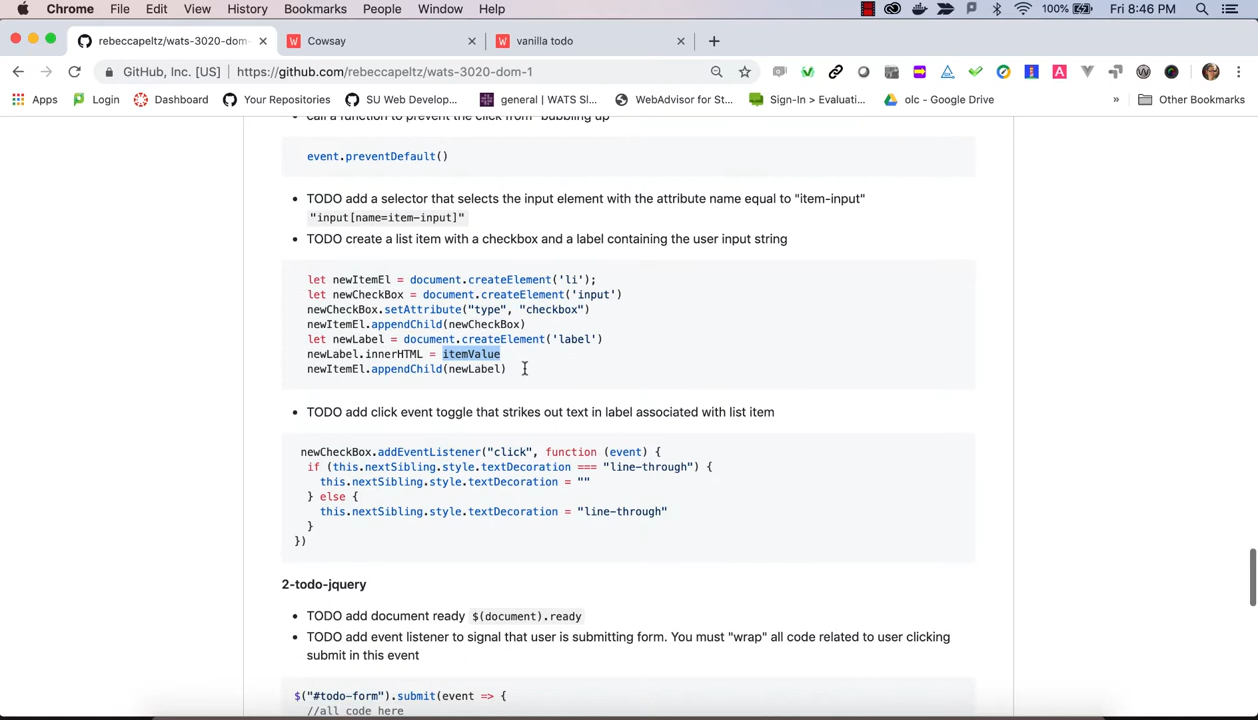 Chrome File Edit View History Bookmarks People Window Help 100% Fri 8:46 PM
rebeccapeltz/wats-3020-dom- Cowsay vanilla todo
GitHub, Inc. [US] https://github.com/rebeccapeltz/wats-3020-dom-1
Apps Login Dashboard Your Repositories SU Web Develop... general | WATS Sl... WebAdvisor for St... Sign-In > Evaluati... olc - Google Drive » Other Bookmarks
call a function to prevent the click from "bubbling up"
event.preventDefault()
TODO add a selector that selects the input element with the attribute name equal to "item-input"
"input[name=item-input]"
TODO create a list item with a checkbox and a label containing the user input string
let newItemEl = document.createElement('li');
let newCheckBox = document.createElement('input')
newCheckBox.setAttribute("type", "checkbox")
newItemEl.appendChild(newCheckBox)
let newLabel = document.createElement('label')
newLabel.innerHTML = itemValue
newItemEl.appendChild(newLabel)
TODO add click event toggle that strikes out text in label associated with list item
newCheckBox.addEventListener("click", function (event) {
if (this.nextSibling.style.textDecoration === "line-through") {
this.nextSibling.style.textDecoration = ""
} else {
this.nextSibling.style.textDecoration = "line-through"
}
})
2-todo-jquery
TODO add document ready $(document).ready
TODO add event listener to signal that user is submitting form. You must "wrap" all code related to user clicking
submit in this event
$("#todo-form").submit(event => {
//all code here